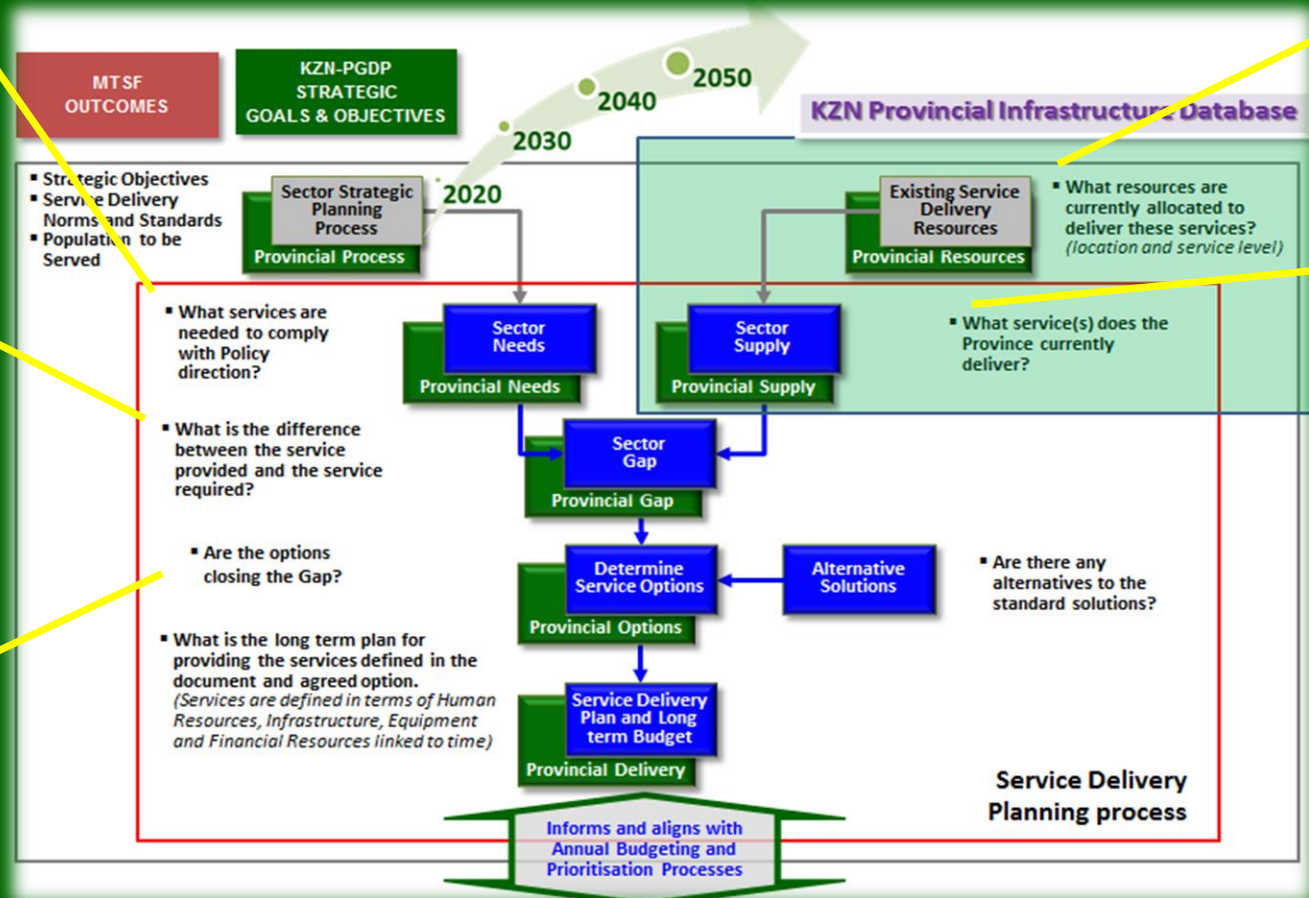 MTSF
OUTCOMES
KZN-PGDP
STRATEGIC
GOALS & OBJECTIVES
2020
2030
2040
2050
KZN Provincial Infrastructure Database
▪ Strategic Objectives
▪ Service Delivery
Norms and Standards
▪ Population to be
Served
Sector Strategic
Planning
Process
Provincial Process
Existing Service
Delivery
Resources
Provincial Resources
▪ What resources are
currently allocated to
deliver these services?
(location and service level)
▪ What services are
needed to comply
with Policy
direction?
Sector
Needs
Provincial Needs
Sector
Supply
Provincial Supply
▪ What service(s) does the
Province currently
deliver?
▪ What is the difference
between the service
provided and the service
required?
Sector
Gap
Provincial Gap
▪ Are the options
closing the Gap?
Determine
Service Options
Provincial Options
Alternative
Solutions
▪ Are there any
alternatives to the
standard solutions?
▪ What is the long term plan for
providing the services defined in the
document and agreed option.
(Services are defined in terms of Human
Resources, Infrastructure, Equipment
and Financial Resources linked to time)
Service Delivery
Plan and Long
term Budget
Provincial Delivery
Service Delivery
Planning process
Informs and aligns with
Annual Budgeting and
Prioritisation Processes